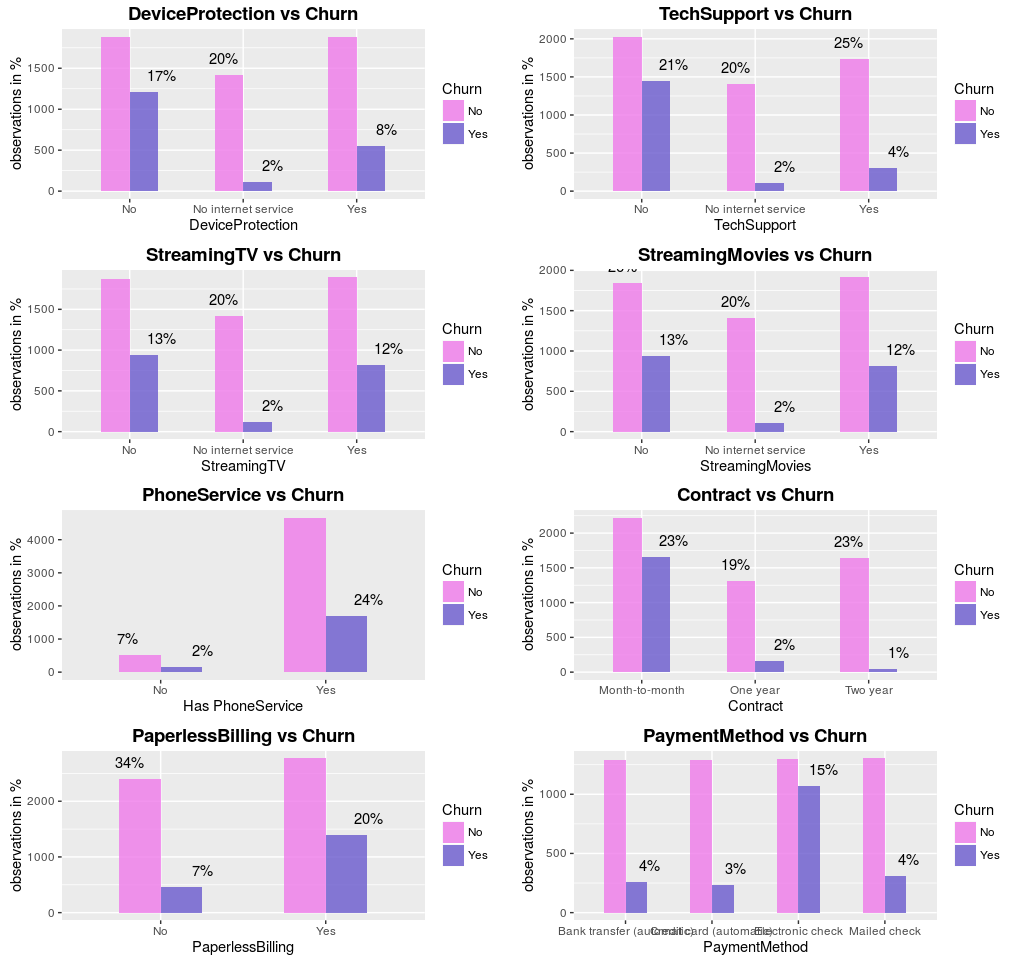 DeviceProtection vs Churn
observations in %
1500
1000
500
0
17%
20%
2%
8%
No
No internet service
Yes
DeviceProtection
Churn
No
Yes
TechSupport vs Churn
observations in %
2000
1500
1000
500
0
21%
20%
2%
25%
4%
No
No internet service
Yes
TechSupport
Churn
No
Yes
StreamingTV vs Churn
observations in %
1500
1000
500
0
13%
20%
2%
12%
No
No internet service
Yes
StreamingTV
Churn
No
Yes
StreamingMovies vs Churn
observations in %
2000
1500
1000
500
0
13%
20%
2%
12%
No
No internet service
Yes
StreamingMovies
Churn
No
Yes
PhoneService vs Churn
observations in %
4000
3000
2000
1000
0
7%
2%
24%
No
Yes
Has PhoneService
Churn
No
Yes
Contract vs Churn
observations in %
2000
1500
1000
500
0
23%
19%
2%
23%
1%
Month-to-month
One year
Two year
Contract
Churn
No
Yes
PaperlessBilling vs Churn
observations in %
2000
1000
0
34%
7%
20%
No
Yes
PaperlessBilling
Churn
No
Yes
PaymentMethod vs Churn
observations in %
1000
500
0
4%
3%
15%
4%
Bank transfer (automatic)
Credit card (automatic)
Electronic check
Mailed check
PaymentMethod
Churn
No
Yes